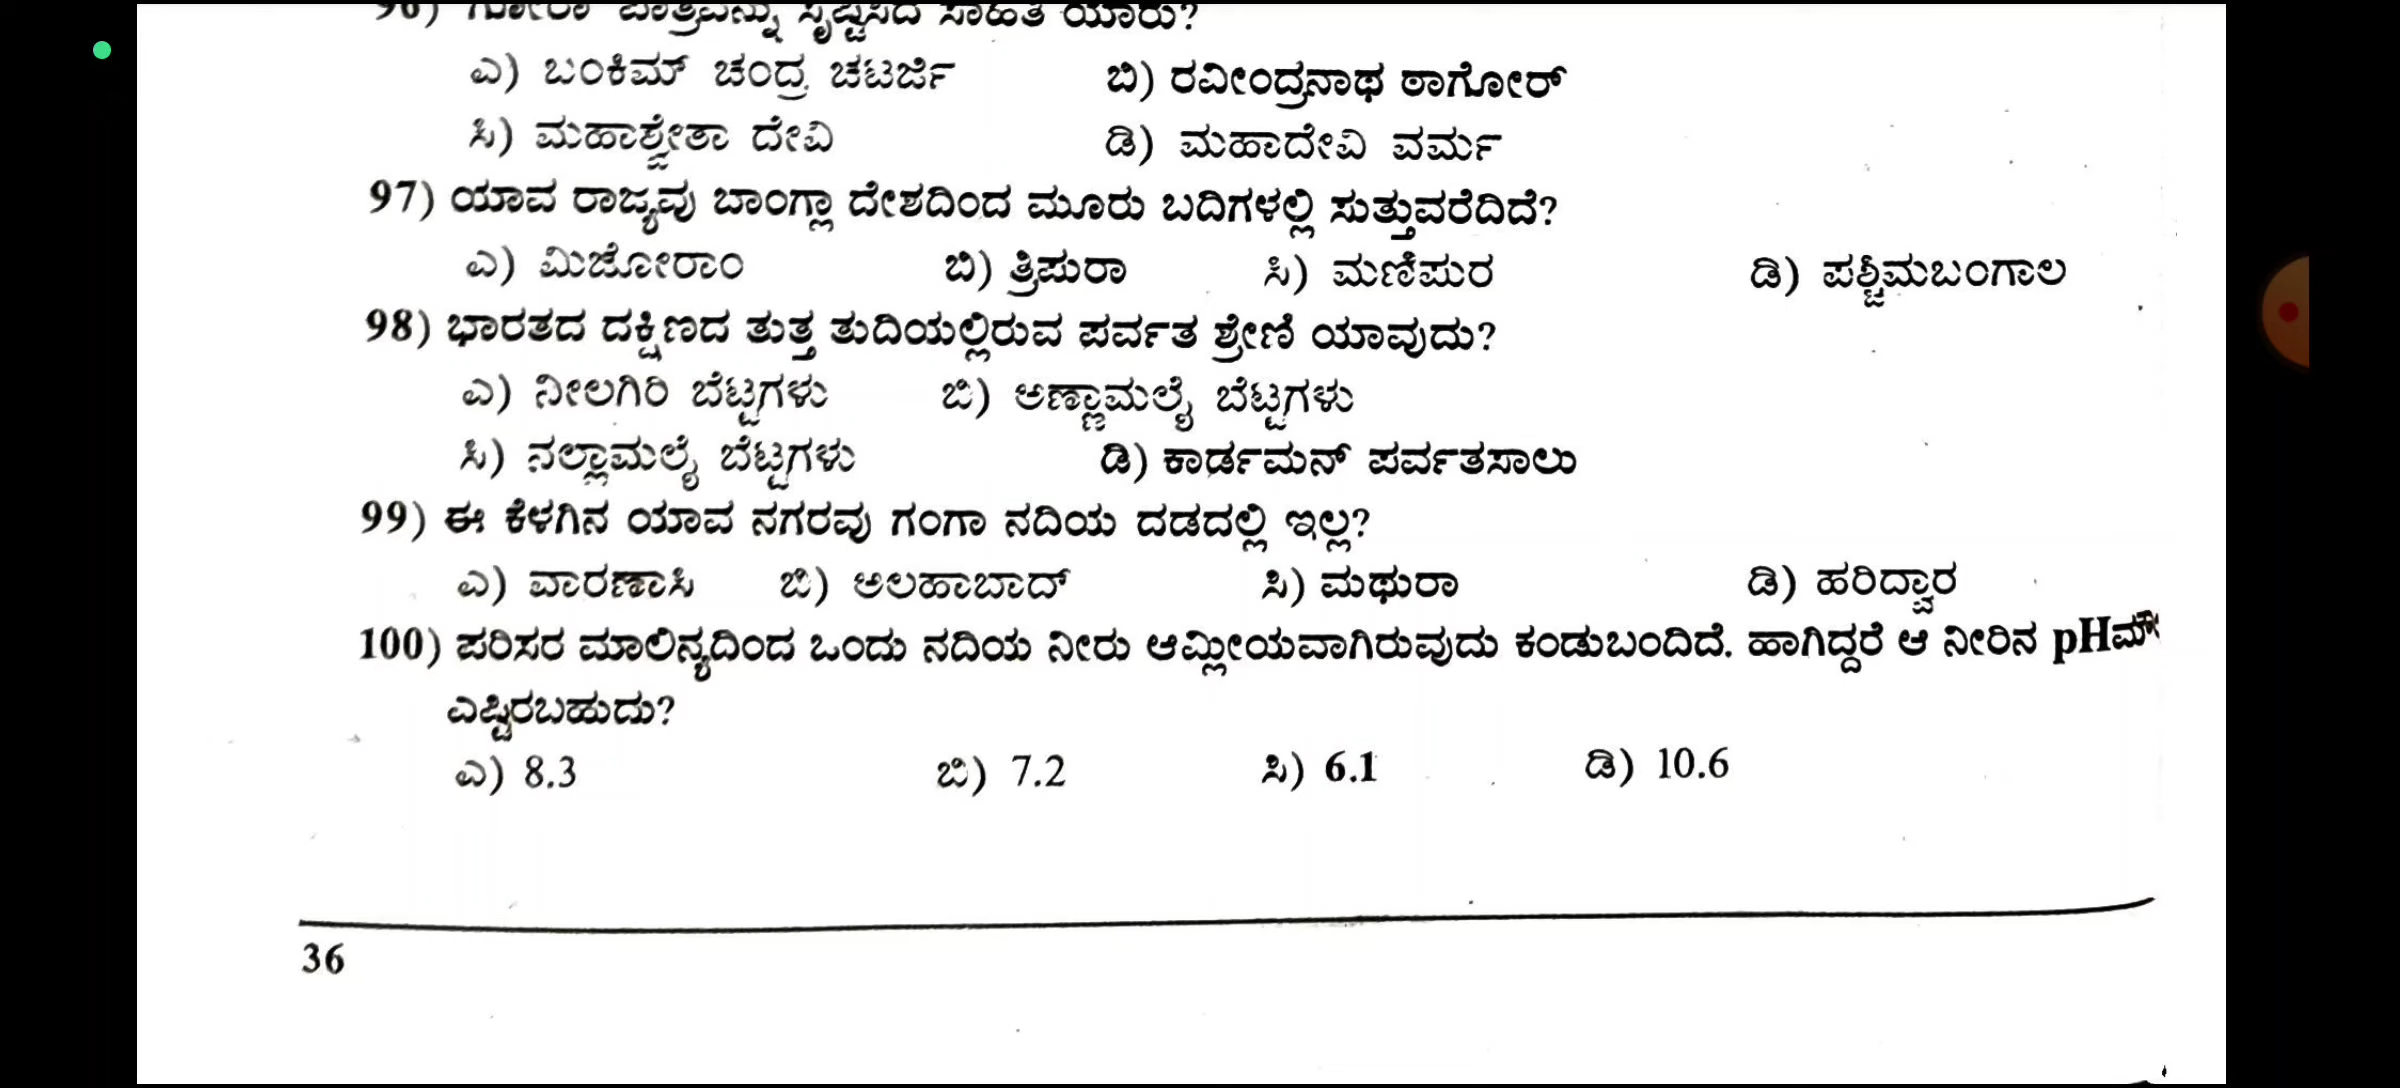 96) ಗೋರಾ ಪಾತ್ರವನ್ನು ಸೃಷ್ಟಿಸಿದ ಸಾಹಿತಿ ಯಾರು?
ಎ) ಬಂಕಿಮ್ ಚಂದ್ರ ಚಟರ್ಜಿ ಬಿ) ರವೀಂದ್ರನಾಥ ಠಾಗೋರ್
ಸಿ) ಮಹಾಶ್ವೇತಾ ದೇವಿ ಡಿ) ಮಹಾದೇವಿ ವರ್ಮ
97) ಯಾವ ರಾಜ್ಯವು ಬಾಂಗ್ಲಾ ದೇಶದಿಂದ ಮೂರು ಬದಿಗಳಲ್ಲಿ ಸುತ್ತುವರೆದಿದೆ?
ಎ) ಮಿಜೋರಾಂ ಬಿ) ತ್ರಿಪುರಾ ಸಿ) ಮಣಿಪುರ ಡಿ) ಪಶ್ಚಿಮಬಂಗಾಲ
98) ಭಾರತದ ದಕ್ಷಿಣದ ತುತ್ತ ತುದಿಯಲ್ಲಿರುವ ಪರ್ವತ ಶ್ರೇಣಿ ಯಾವುದು?
ಎ) ನೀಲಗಿರಿ ಬೆಟ್ಟಗಳು ಬಿ) ಅಣ್ಣಾಮಲೈ ಬೆಟ್ಟಗಳು
ಸಿ) ನಲ್ಲಾಮಲೈ ಬೆಟ್ಟಗಳು ಡಿ) ಕಾರ್ಡಮನ್ ಪರ್ವತಸಾಲು
99) ಈ ಕೆಳಗಿನ ಯಾವ ನಗರವು ಗಂಗಾ ನದಿಯ ದಡದಲ್ಲಿ ಇಲ್ಲ?
ಎ) ವಾರಣಾಸಿ ಬಿ) ಅಲಹಾಬಾದ್ ಸಿ) ಮಥುರಾ ಡಿ) ಹರಿದ್ವಾರ
100) ಪರಿಸರ ಮಾಲಿನ್ಯದಿಂದ ಒಂದು ನದಿಯ ನೀರು ಆಮ್ಲೀಯವಾಗಿರುವುದು ಕಂಡುಬಂದಿದೆ. ಹಾಗಿದ್ದರೆ ಆ ನೀರಿನ
ಎಷ್ಟಿರಬಹುದು?
ಎ) 8.3 ಬಿ) 7.2 ಸಿ) 6.1 ಡಿ) 10.6
36